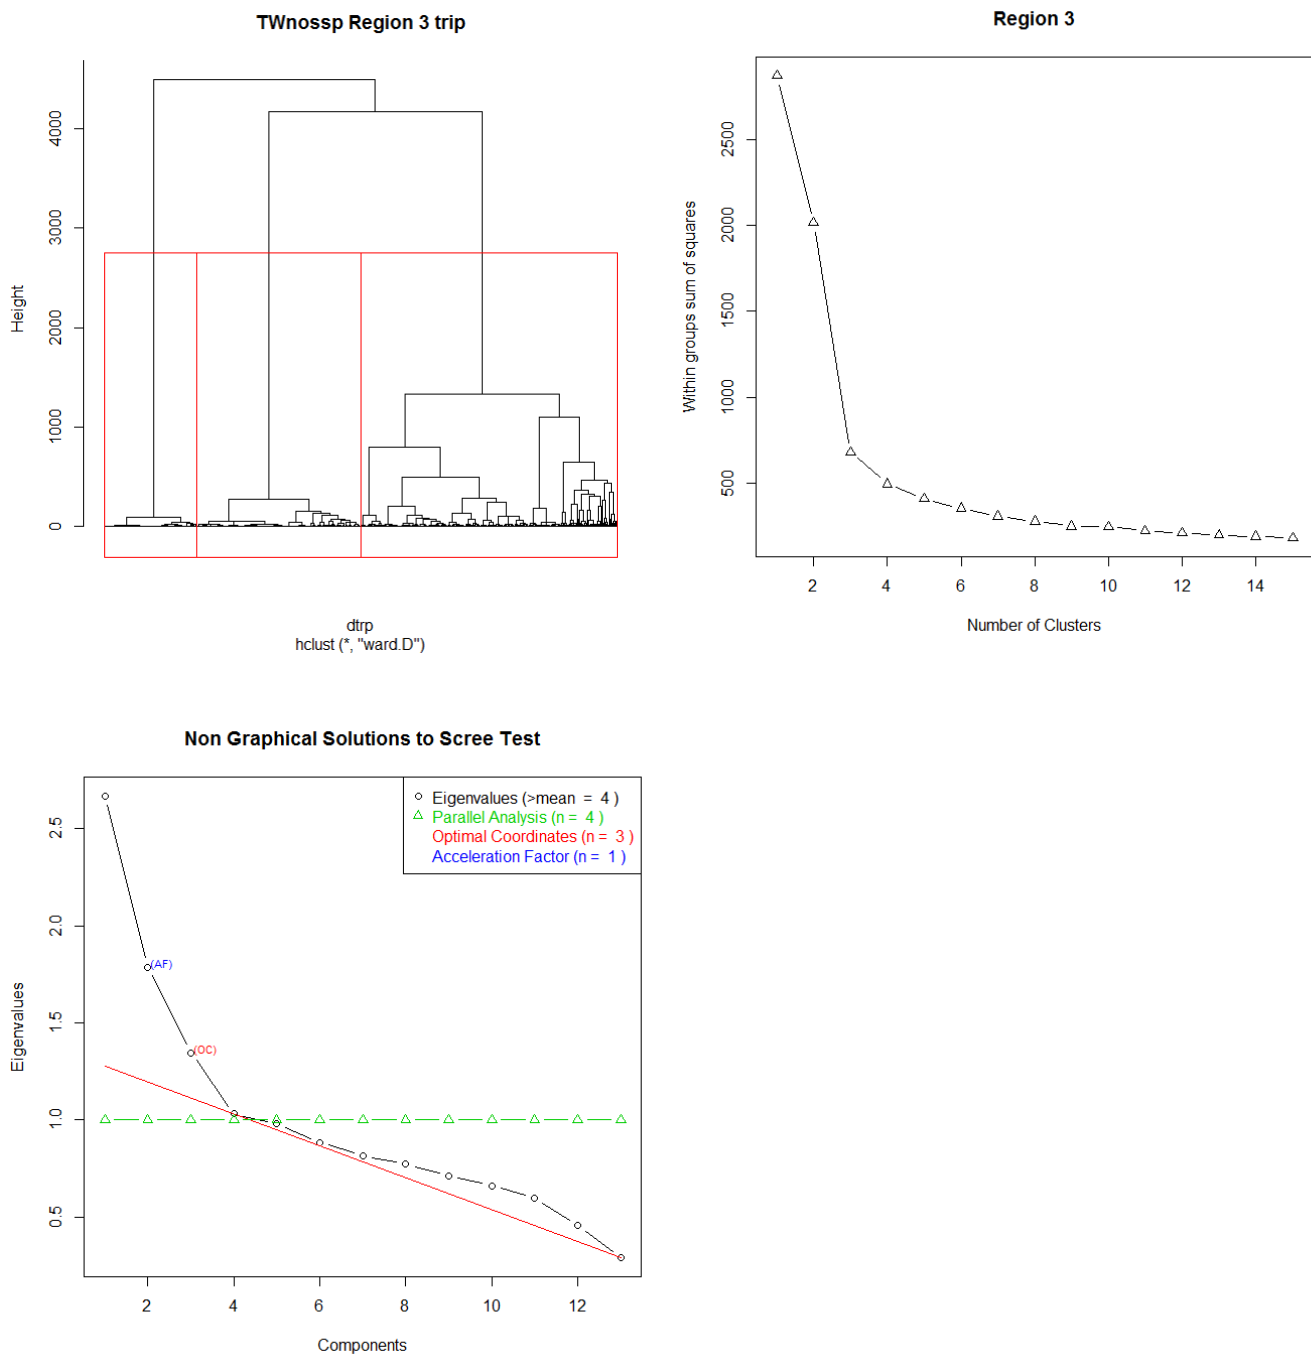 TWnossp Region 3 trip
Height
0
1000
2000
3000
4000
dtrp
hclust (*, "ward.D")
Region 3
Within groups sum of squares
500
1000
1500
2000
2500
2 4 6 8 10 12 14
Number of Clusters
Non Graphical Solutions to Scree Test
Eigenvalues (>mean = 4 )
Parallel Analysis (n = 4 )
Optimal Coordinates (n = 3 )
Acceleration Factor (n = 1 )
(AF)
(OC)
Eigenvalues
0.5
1.0
1.5
2.0
2.5
2 4 6 8 10 12
Components